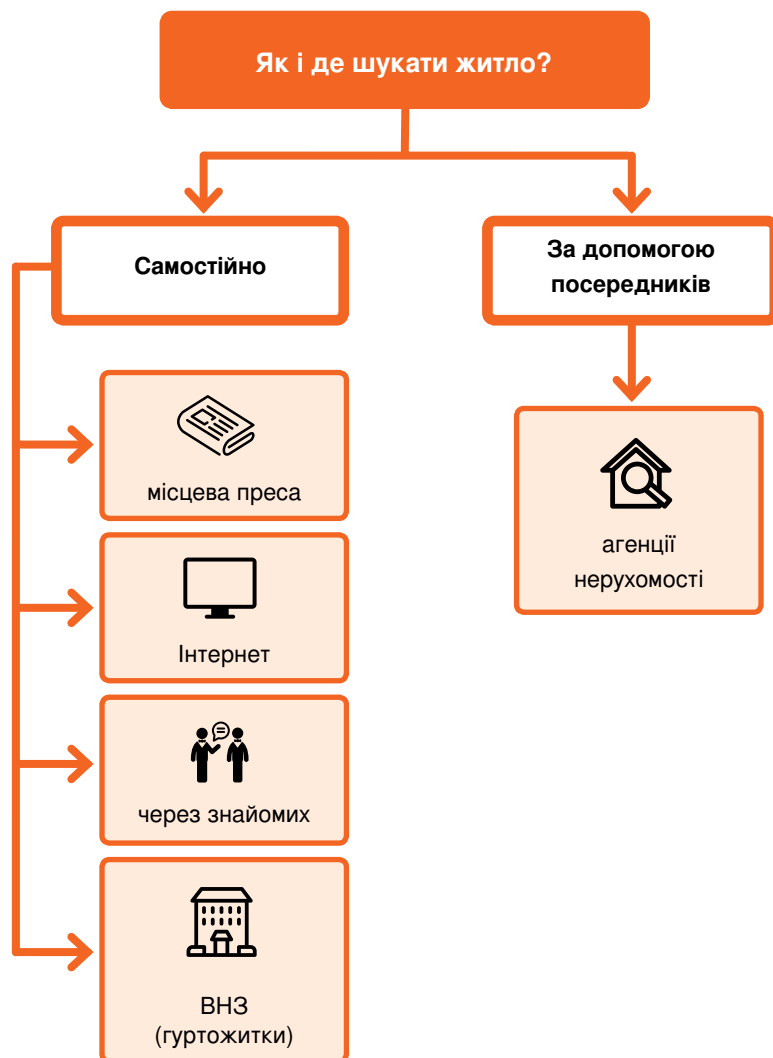 Як і де шукати житло?
Самостійно
За допомогою
посередників
місцева преса
Інтернет
через знайомих
ВНЗ
(гуртожитки)
агенції
нерухомості